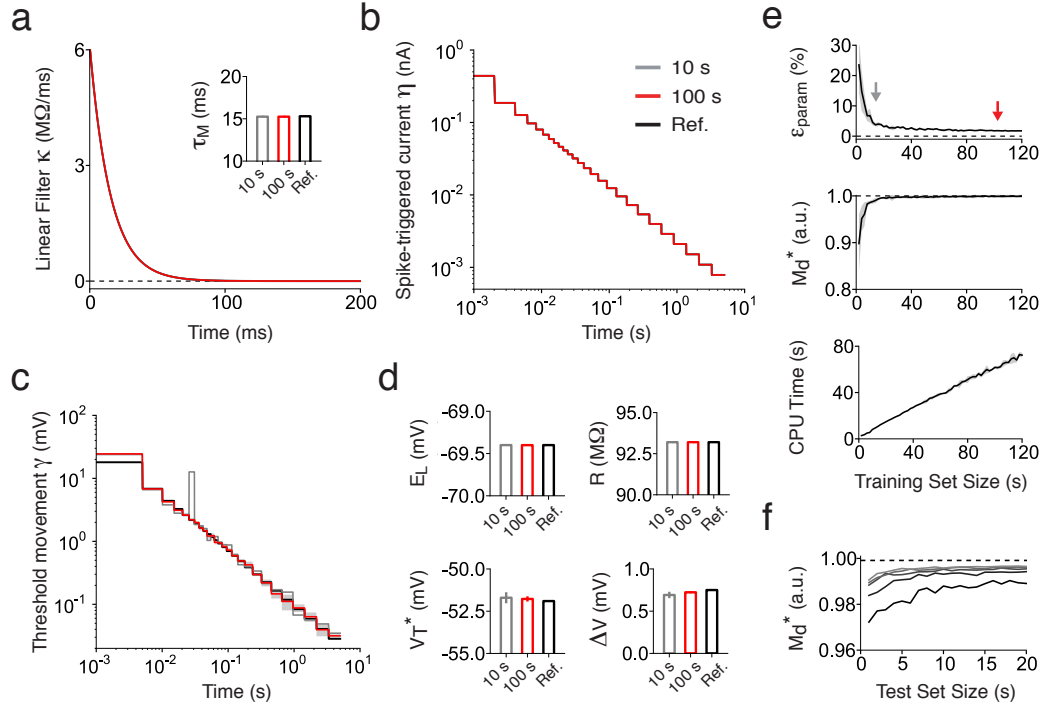 a
6
3
0
Linear Filter κ (MΩ/ms)
0
100
200
Time (ms)
τM (ms)
20
15
10
10 s
100 s
Ref.
b
10^0
10^-1
10^-2
10^-3
Spike-triggered current η (nA)
10^-3
10^-2
10^-1
10^0
10^1
Time (s)
10 s
100 s
Ref.
c
10^2
10^1
10^0
10^-1
Threshold movement γ (mV)
10^-3
10^-2
10^-1
10^0
10^1
Time (s)
d
EL (mV)
-69.0
-69.5
-70.0
10 s
100 s
Ref.
R (MΩ)
95.0
92.5
90.0
10 s
100 s
Ref.
VT* (mV)
-50.0
-52.5
-55.0
10 s
100 s
Ref.
ΔV (mV)
1.0
0.5
0.0
10 s
100 s
Ref.
e
εparam (%)
30
20
10
0
0
40
80
120
Md* (a.u.)
1.0
0.9
0.8
0
40
80
120
CPU Time (s)
80
40
0
0
40
80
120
Training Set Size (s)
f
Md* (a.u.)
1.00
0.98
0.96
0
5
10
15
20
Test Set Size (s)